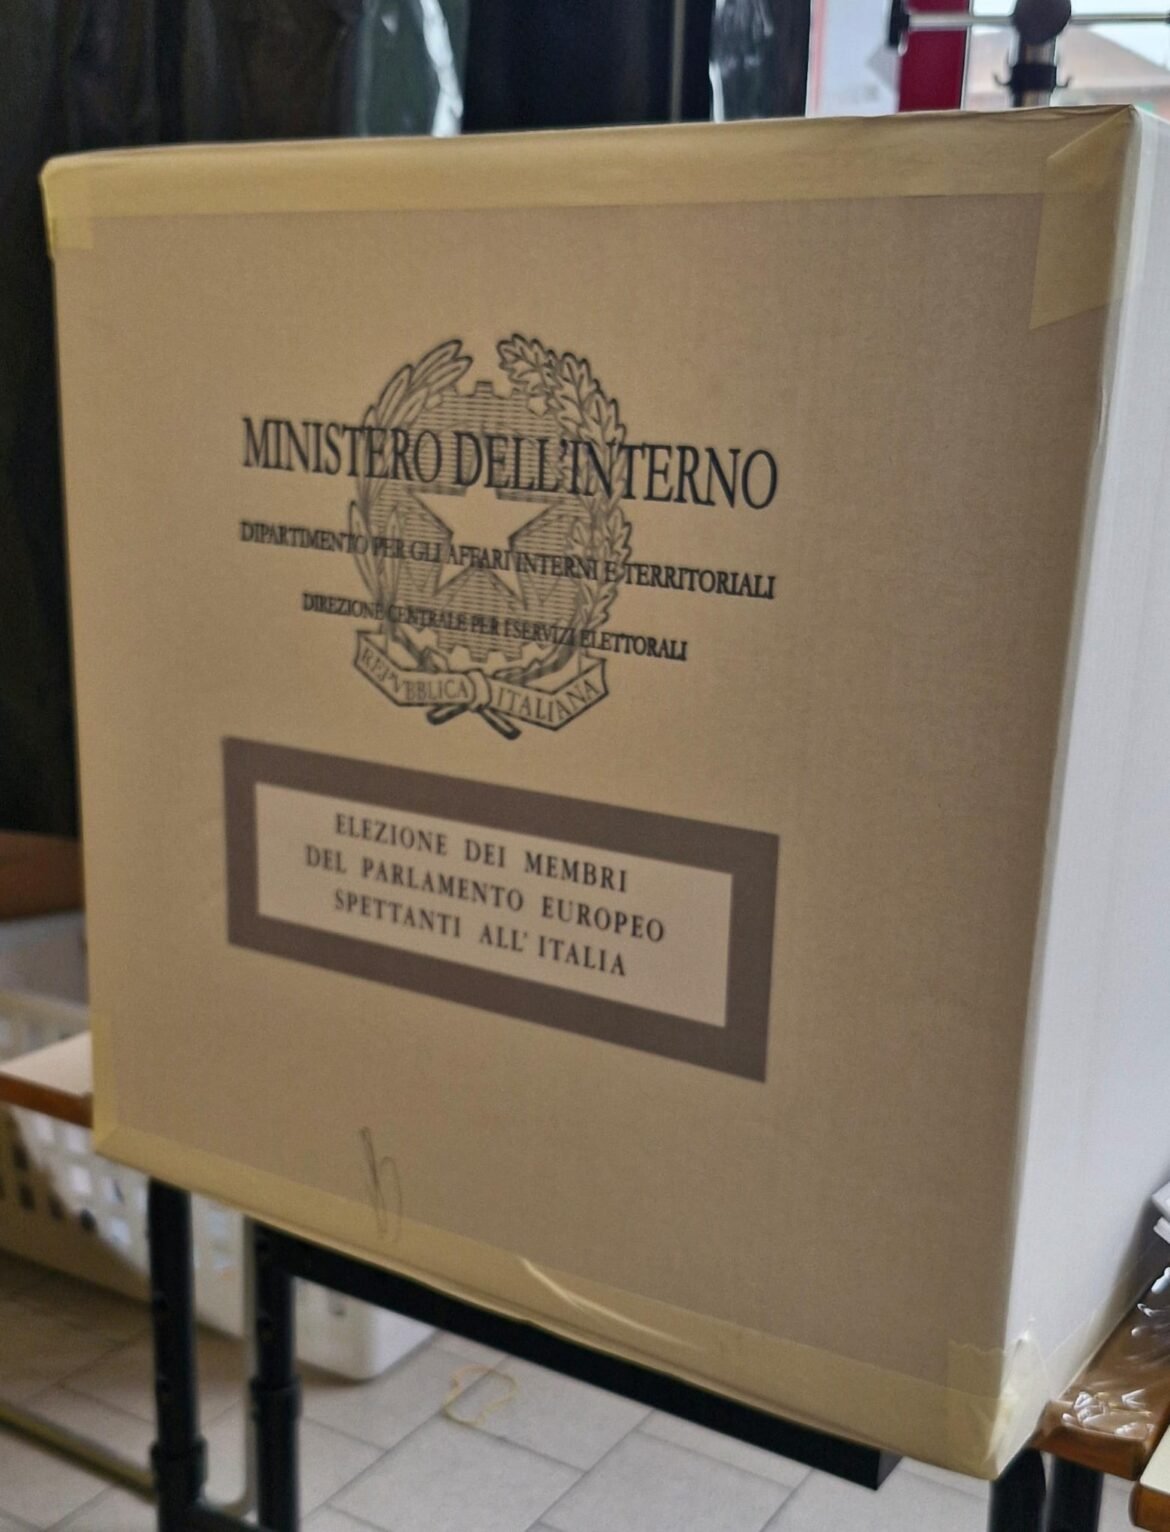 MINISTERO DELL'INTERNO
DIPARTIMENTO PER GLI AFFARI INTERNI E TERRITORIALI
DIREZIONE CENTRALE PER I SERVIZI ELETTORALI
REPVBBLICA ITALIANA
ELEZIONE DEI MEMBRI
DEL PARLAMENTO EUROPEO
SPETTANTI ALL' ITALIA